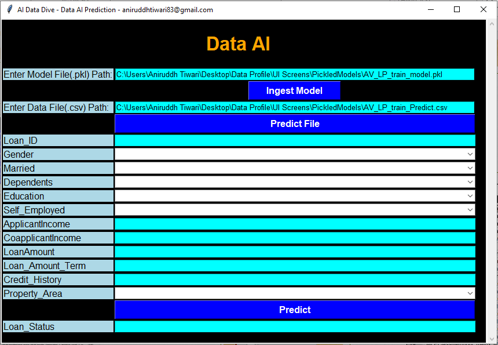 AI Data Dive - Data AI Prediction - aniruddhtiwari83@gmail.com
Data AI
Enter Model File(.pkl) Path: C:\Users\Aniruddh Tiwari\Desktop\Data Profile\UI Screens\PickledModels\AV_LP_train_model.pkl
Ingest Model
Enter Data File(.csv) Path: C:\Users\Aniruddh Tiwari\Desktop\Data Profile\UI Screens\PickledModels\AV_LP_train_Predict.csv
Predict File
Loan_ID
Gender
Married
Dependents
Education
Self_Employed
ApplicantIncome
CoapplicantIncome
LoanAmount
Loan_Amount_Term
Credit_History
Property_Area
Predict
Loan_Status